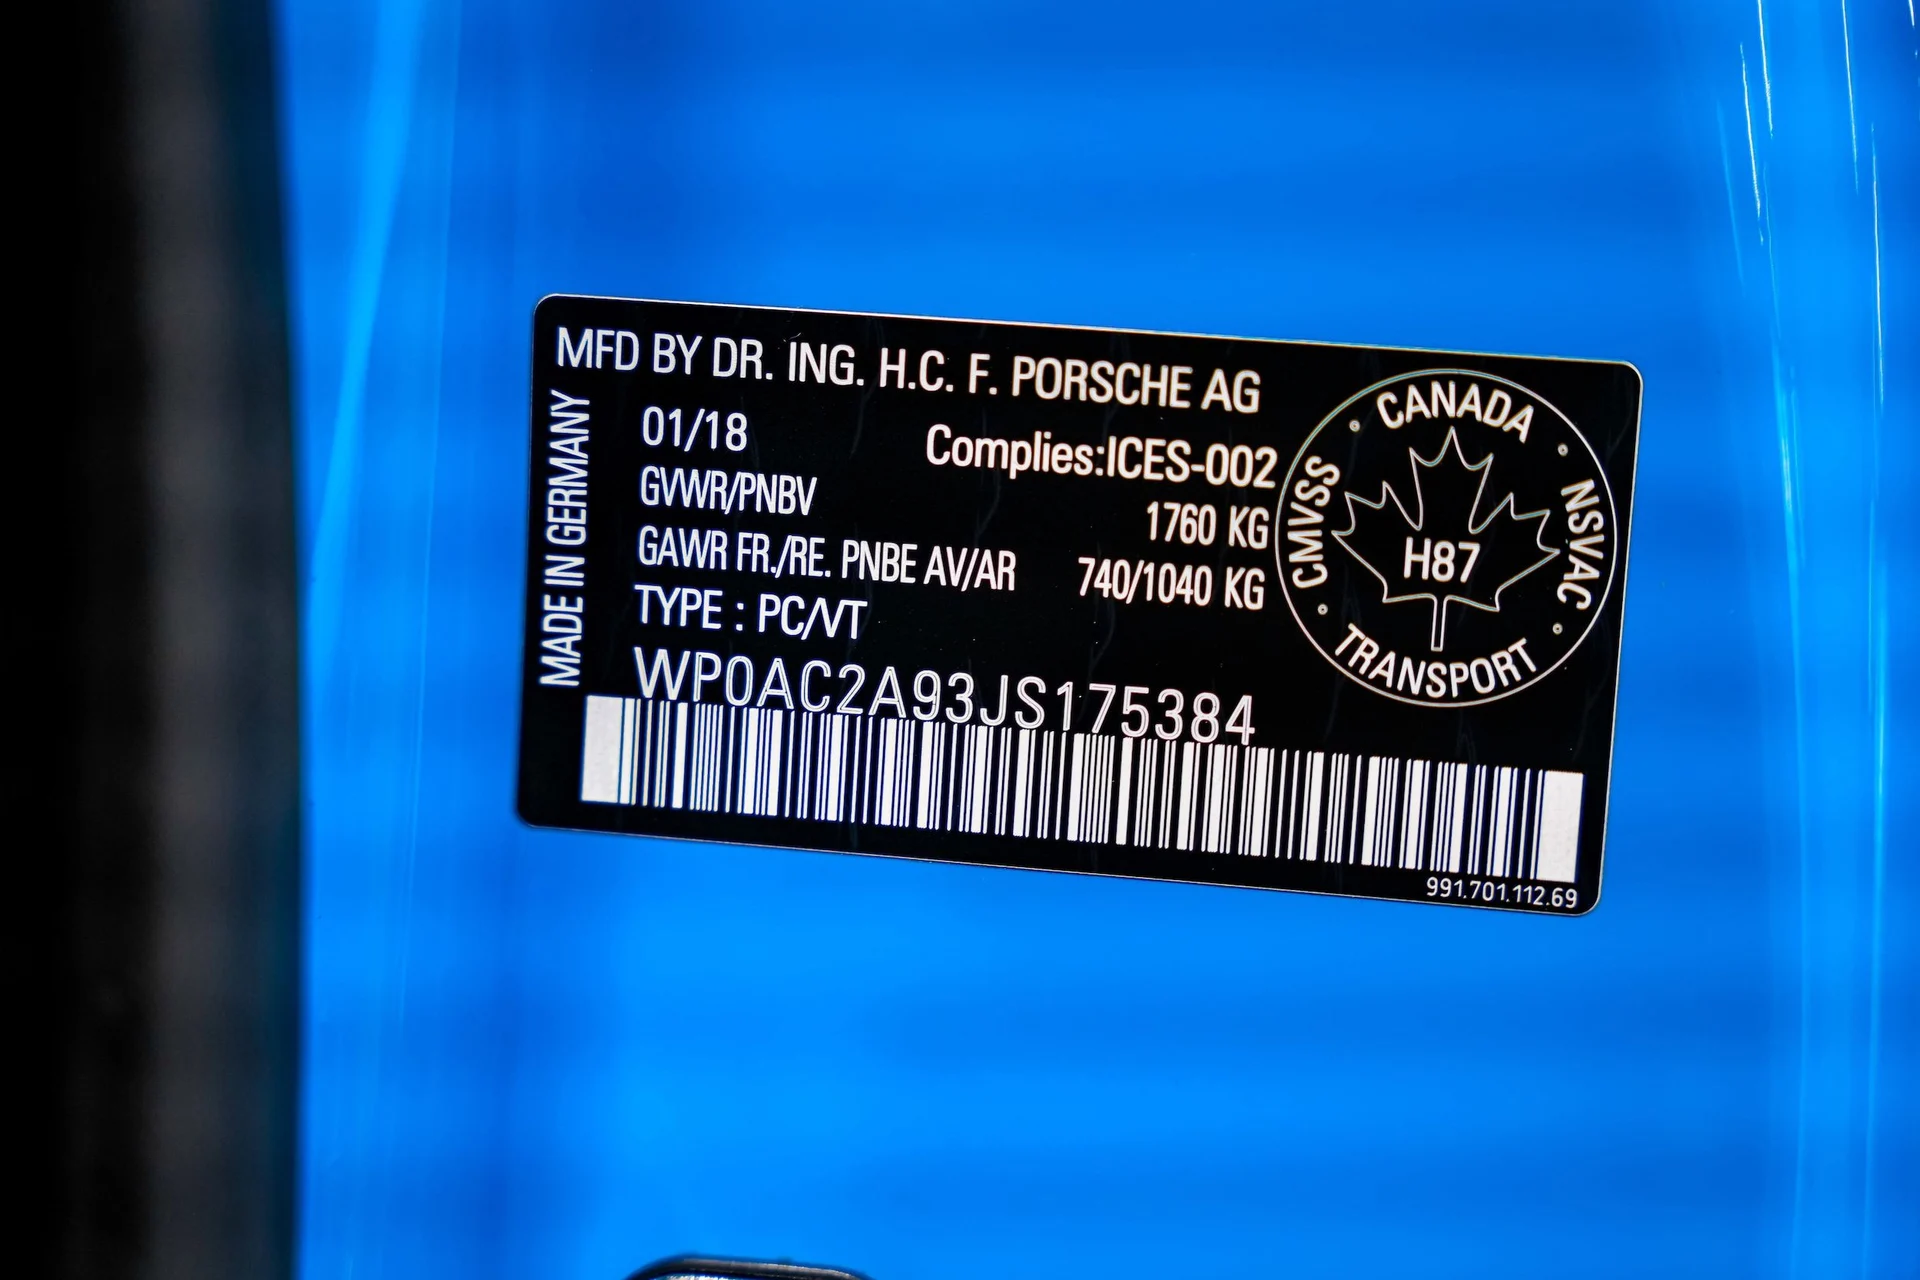 MFD BY DR. ING. H.C. F. PORSCHE AG
MADE IN GERMANY
01/18
Complies:ICES-002
GVWR/PNBV 1760 KG
GAWR FR./RE. PNBE AV/AR 740/1040 KG
TYPE : PC/VT
WP0AC2A93JS175384
CANADA
CMVSS
NSVAC
H87
TRANSPORT
991.701.112.69